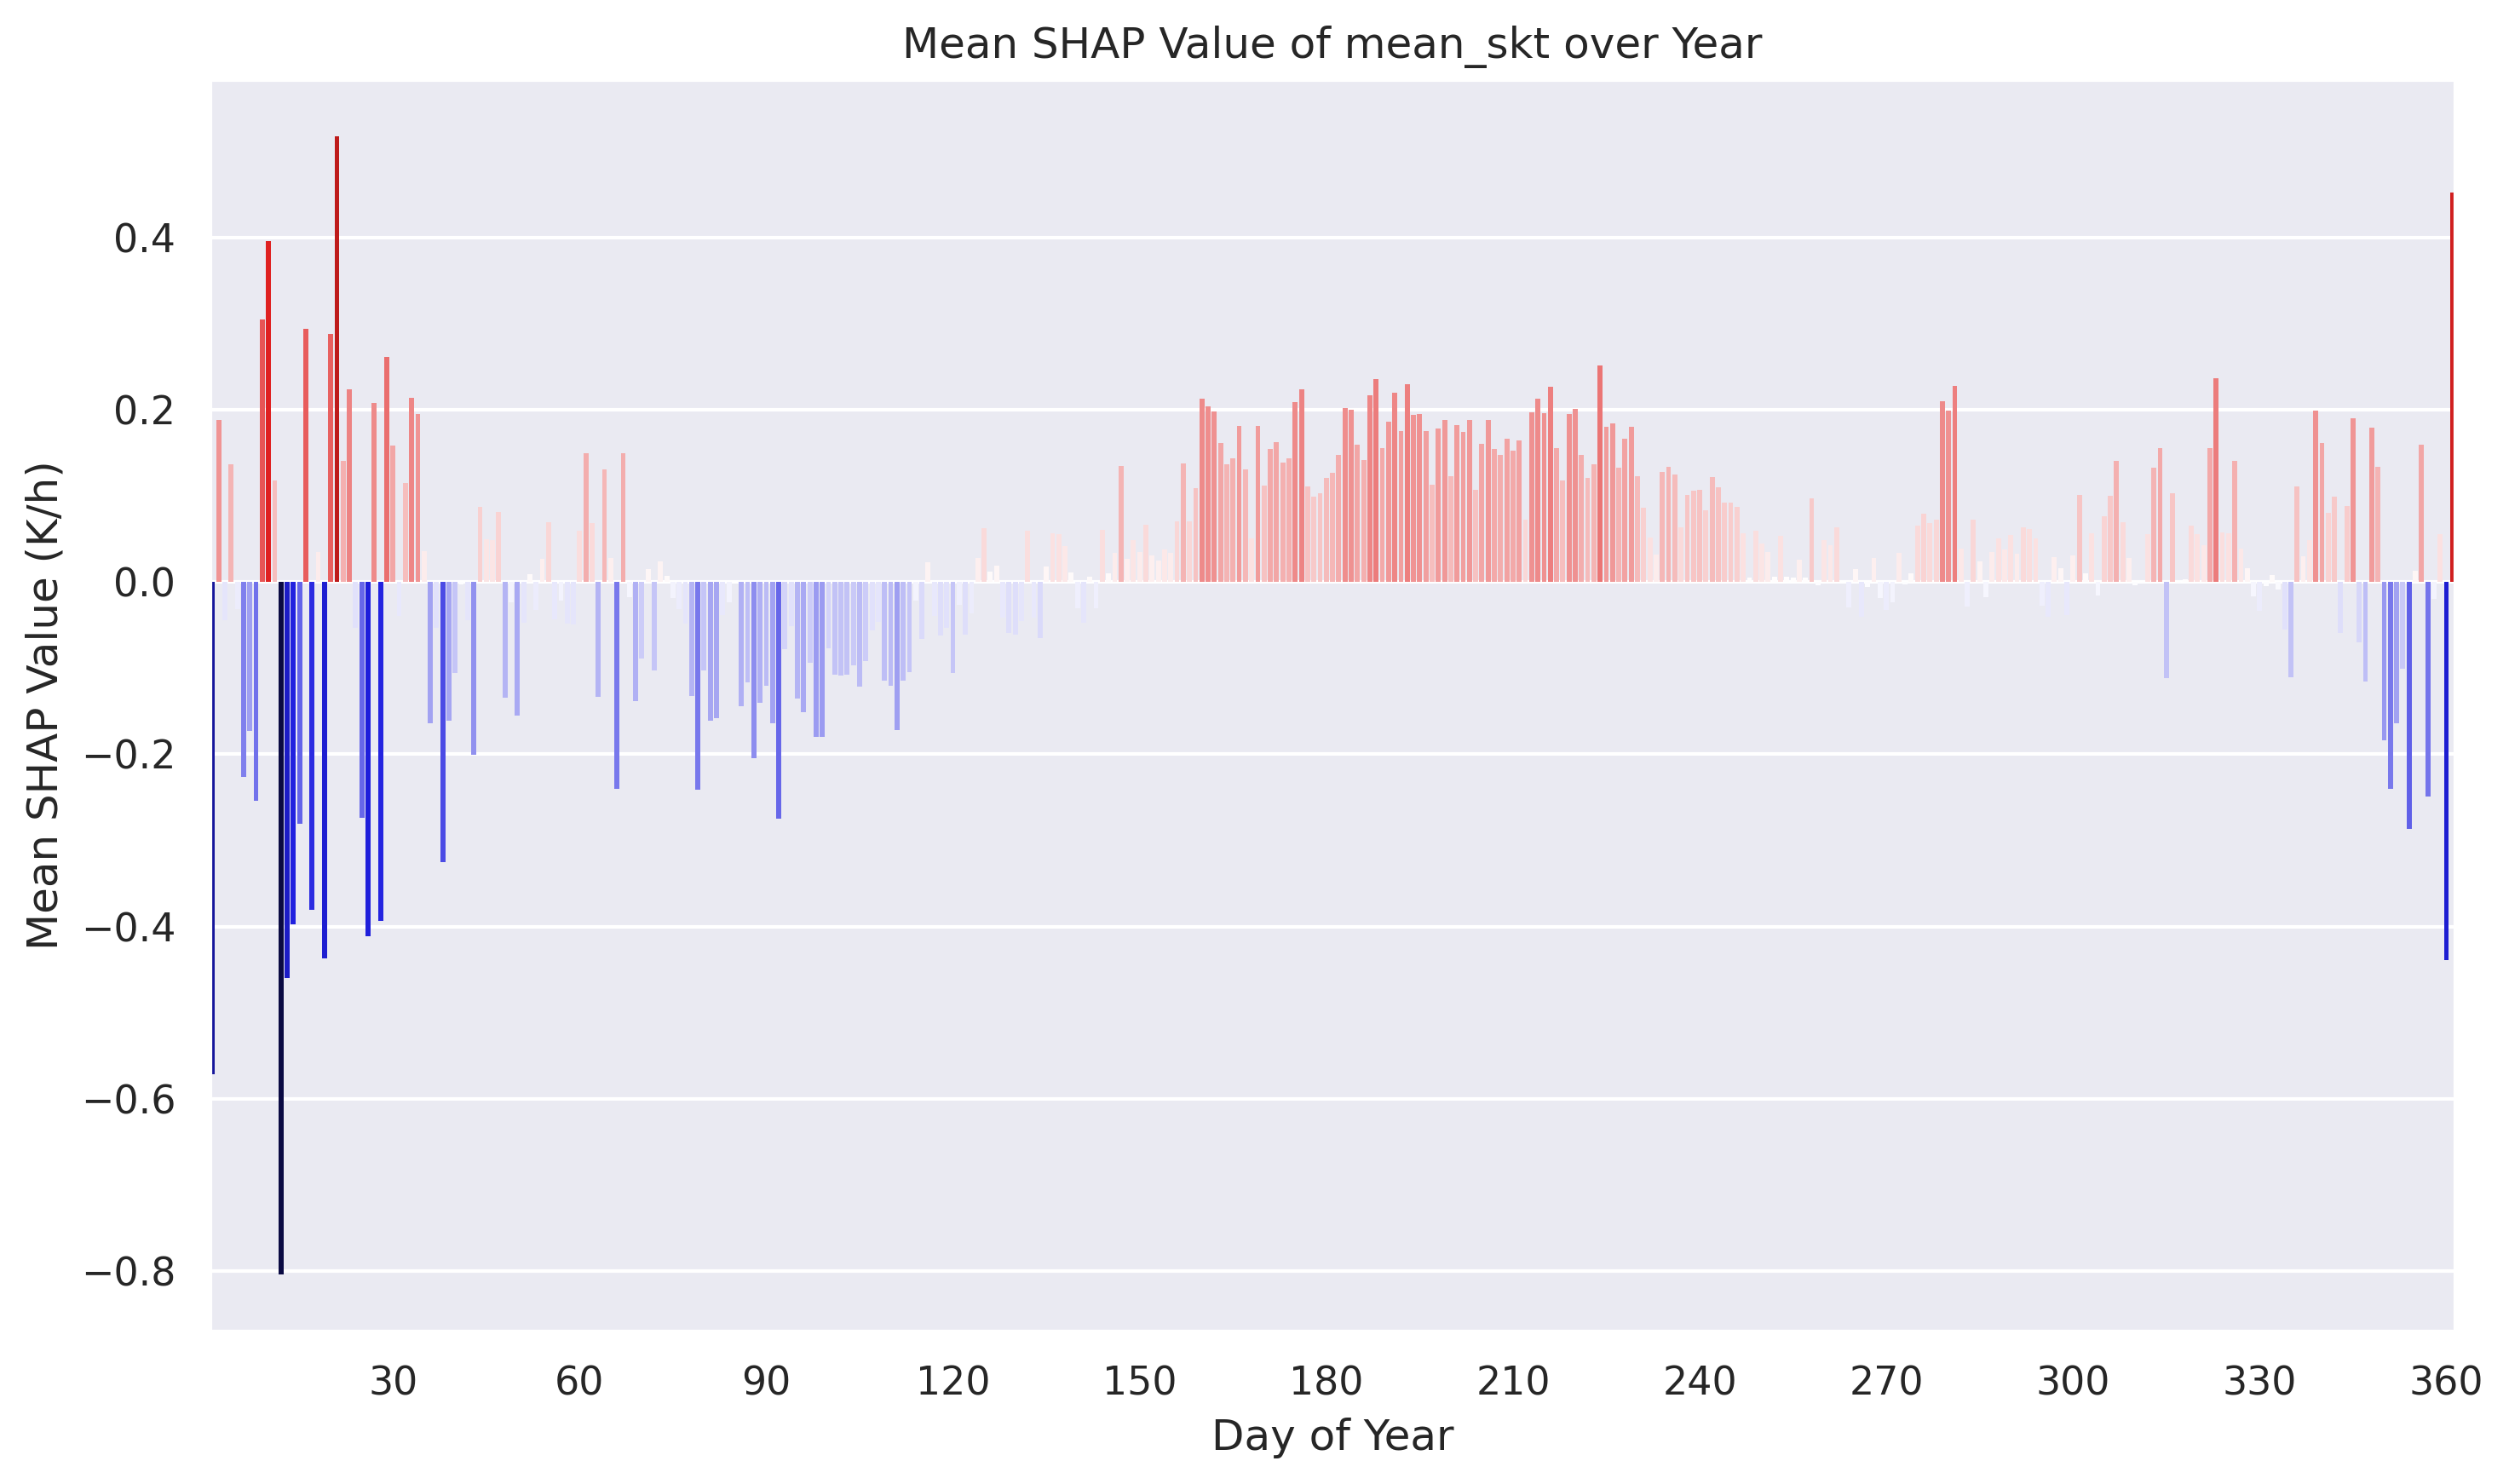 Mean SHAP Value of mean_skt over Year
Mean SHAP Value (K/h)
0.4
0.2
0.0
−0.2
−0.4
−0.6
−0.8
30 60 90 120 150 180 210 240 270 300 330 360
Day of Year